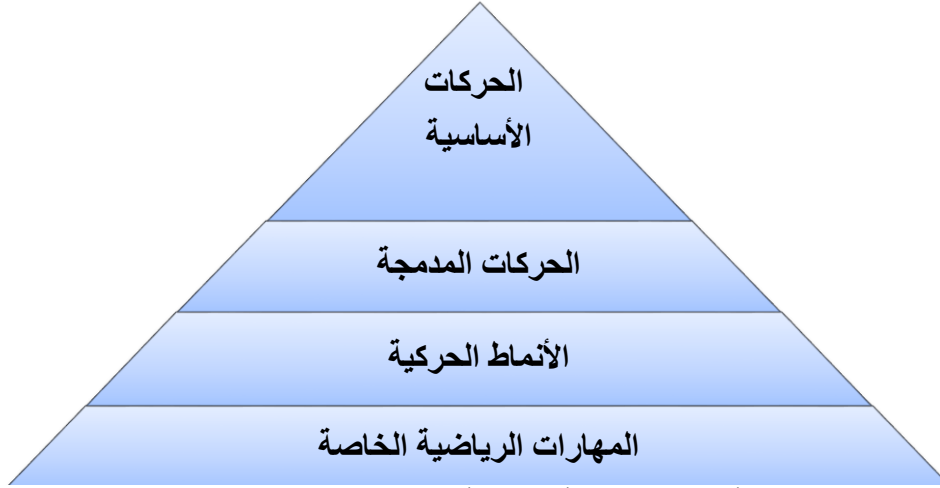 الحركات
الأساسية
الحركات المدمجة
الأنماط الحركية
المهارات الرياضية الخاصة